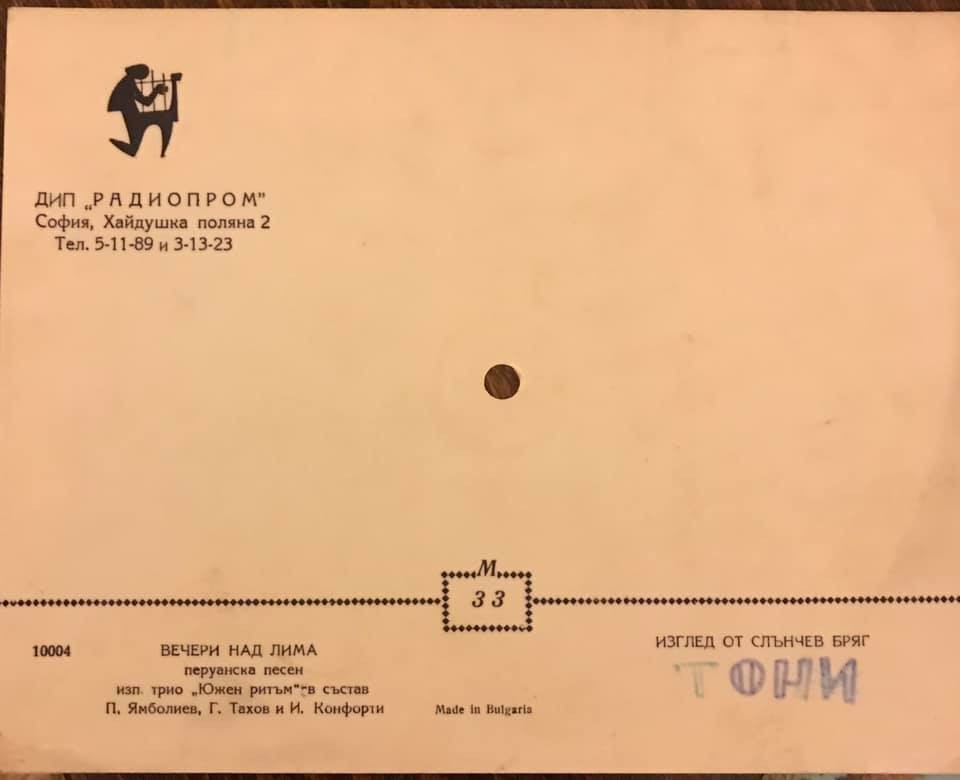 ДИП „РАДИОПРОМ"
София, Хайдушка поляна 2
Тел. 5-11-89 и 3-13-23
М
33
10004
ВЕЧЕРИ НАД ЛИМА
перуанска песен
изп. трио „Южен ритъм"-в състав
П. Ямболиев, Г. Тахов и И. Конфорти
Made in Bulgaria
ИЗГЛЕД ОТ СЛЪНЧЕВ БРЯГ
ТОНИ